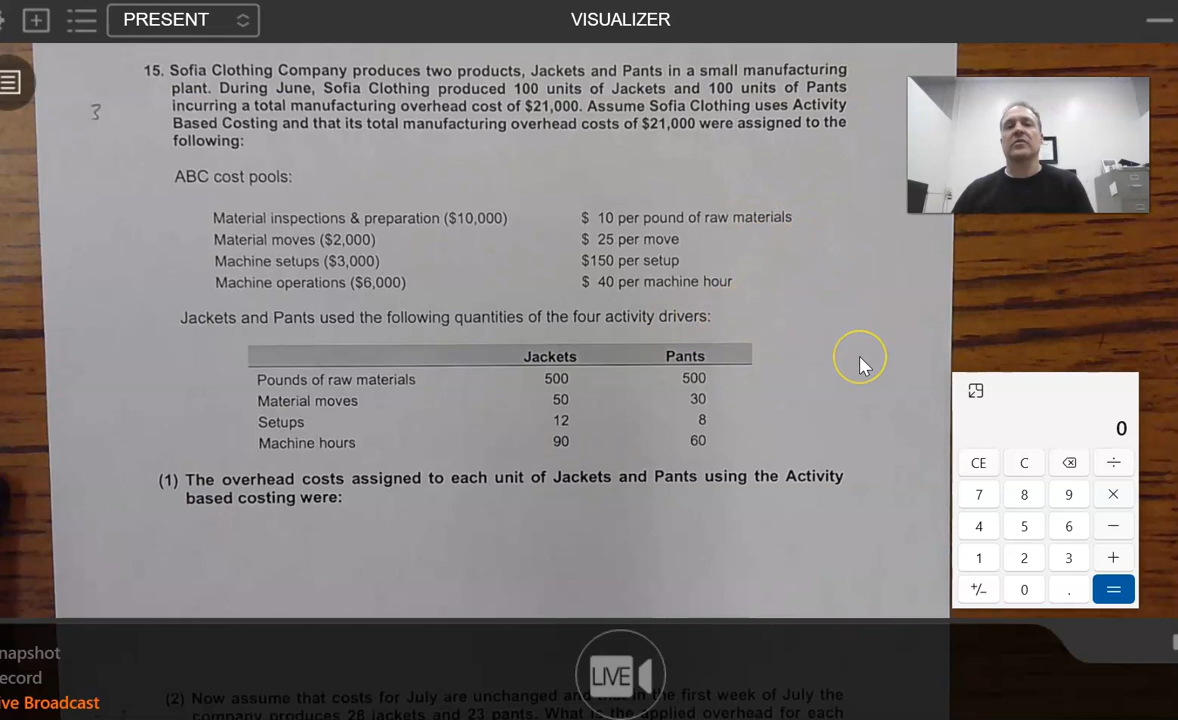 PRESENT
VISUALIZER
15. Sofia Clothing Company produces two products, Jackets and Pants in a small manufacturing
plant. During June, Sofia Clothing produced 100 units of Jackets and 100 units of Pants
incurring a total manufacturing overhead cost of $21,000. Assume Sofia Clothing uses Activity
Based Costing and that its total manufacturing overhead costs of $21,000 were assigned to the
following:
3
ABC cost pools:
Material inspections & preparation ($10,000) $ 10 per pound of raw materials
Material moves ($2,000) $ 25 per move
Machine setups ($3,000) $150 per setup
Machine operations ($6,000) $ 40 per machine hour
Jackets and Pants used the following quantities of the four activity drivers:
Jackets Pants
Pounds of raw materials 500 500
Material moves 50 30
Setups 12 8
Machine hours 90 60
(1) The overhead costs assigned to each unit of Jackets and Pants using the Activity
based costing were:
0
CE C ⌫ ÷
7 8 9 ×
4 5 6 −
1 2 3 +
+/− 0 . =
napshot
ecord
ive Broadcast
LIVE
(2) Now assume that costs for July are unchanged and in the first week of July the
company produces 28 jackets and 23 pants. What is the applied overhead for each